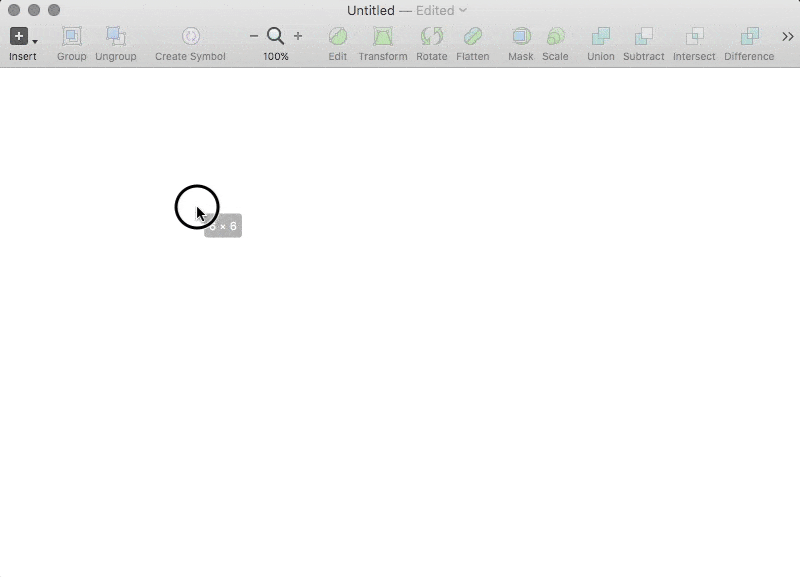 Untitled — Edited
100%
Insert Group Ungroup Create Symbol Edit Transform Rotate Flatten Mask Scale Union Subtract Intersect Difference
× 6